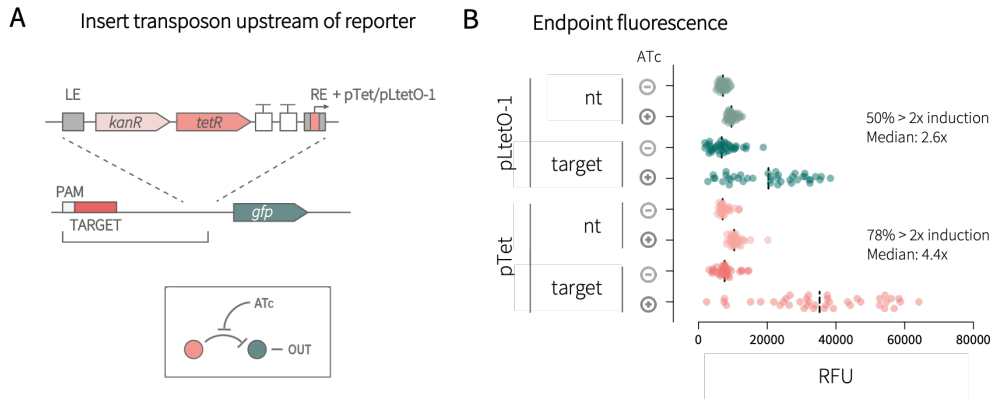 A
Insert transposon upstream of reporter
LE
RE + pTet/pLtetO-1
kanR
tetR
PAM
TARGET
gfp
ATc
OUT
B
Endpoint fluorescence
ATc
pLtetO-1
nt
−
+
50% > 2x induction
Median: 2.6x
target
−
+
pTet
nt
−
+
78% > 2x induction
Median: 4.4x
target
−
+
0 20000 40000 60000 80000
RFU